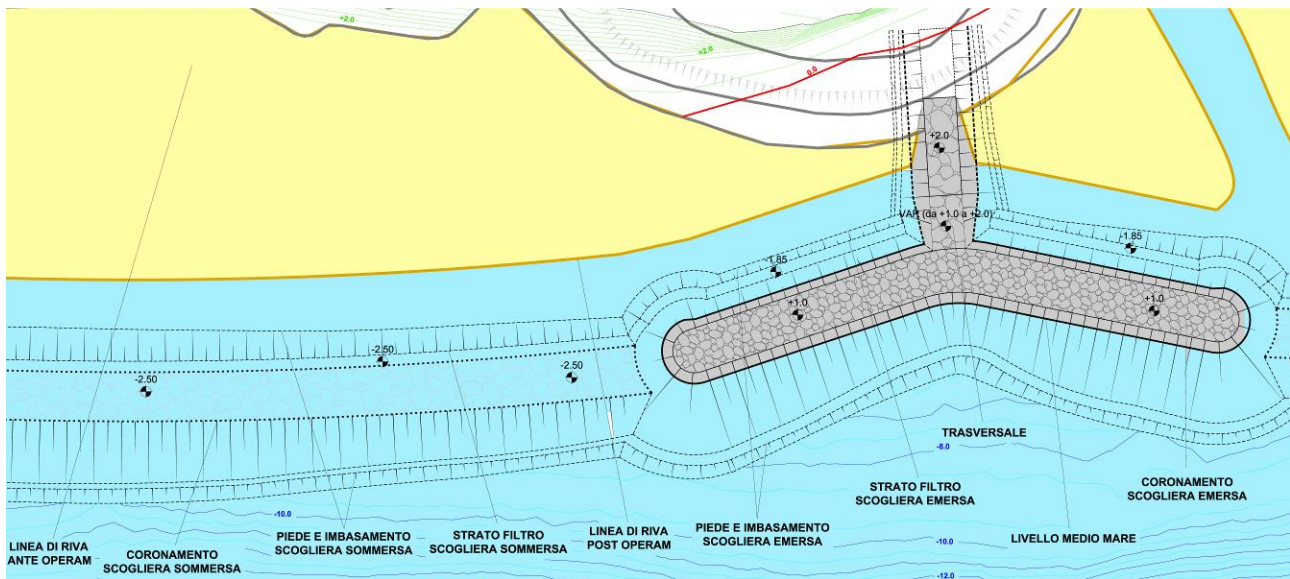 +2.0
+2.0
0.0
+2.0
VAR (da +1.0 a +2.0)
-1.85
-1.85
+1.0
+1.0
-2.50
-2.50
-2.50
TRASVERSALE
-8.0
STRATO FILTRO
SCOGLIERA EMERSA
CORONAMENTO
SCOGLIERA EMERSA
-10.0
LINEA DI RIVA
ANTE OPERAM
CORONAMENTO
SCOGLIERA SOMMERSA
PIEDE E IMBASAMENTO
SCOGLIERA SOMMERSA
STRATO FILTRO
SCOGLIERA SOMMERSA
LINEA DI RIVA
POST OPERAM
PIEDE E IMBASAMENTO
SCOGLIERA EMERSA
-10.0
LIVELLO MEDIO MARE
-12.0